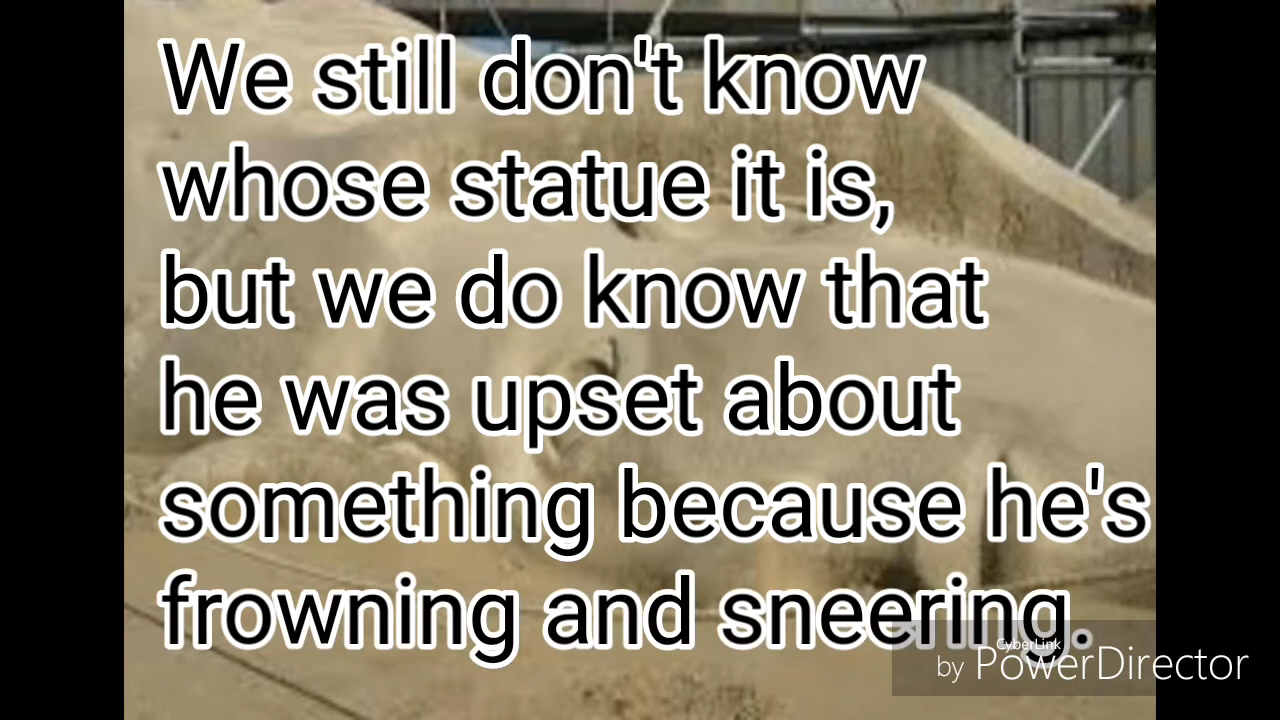 We still don't know
whose statue it is,
but we do know that
he was upset about
something because he's
frowning and sneering.
CyberLink
by PowerDirector